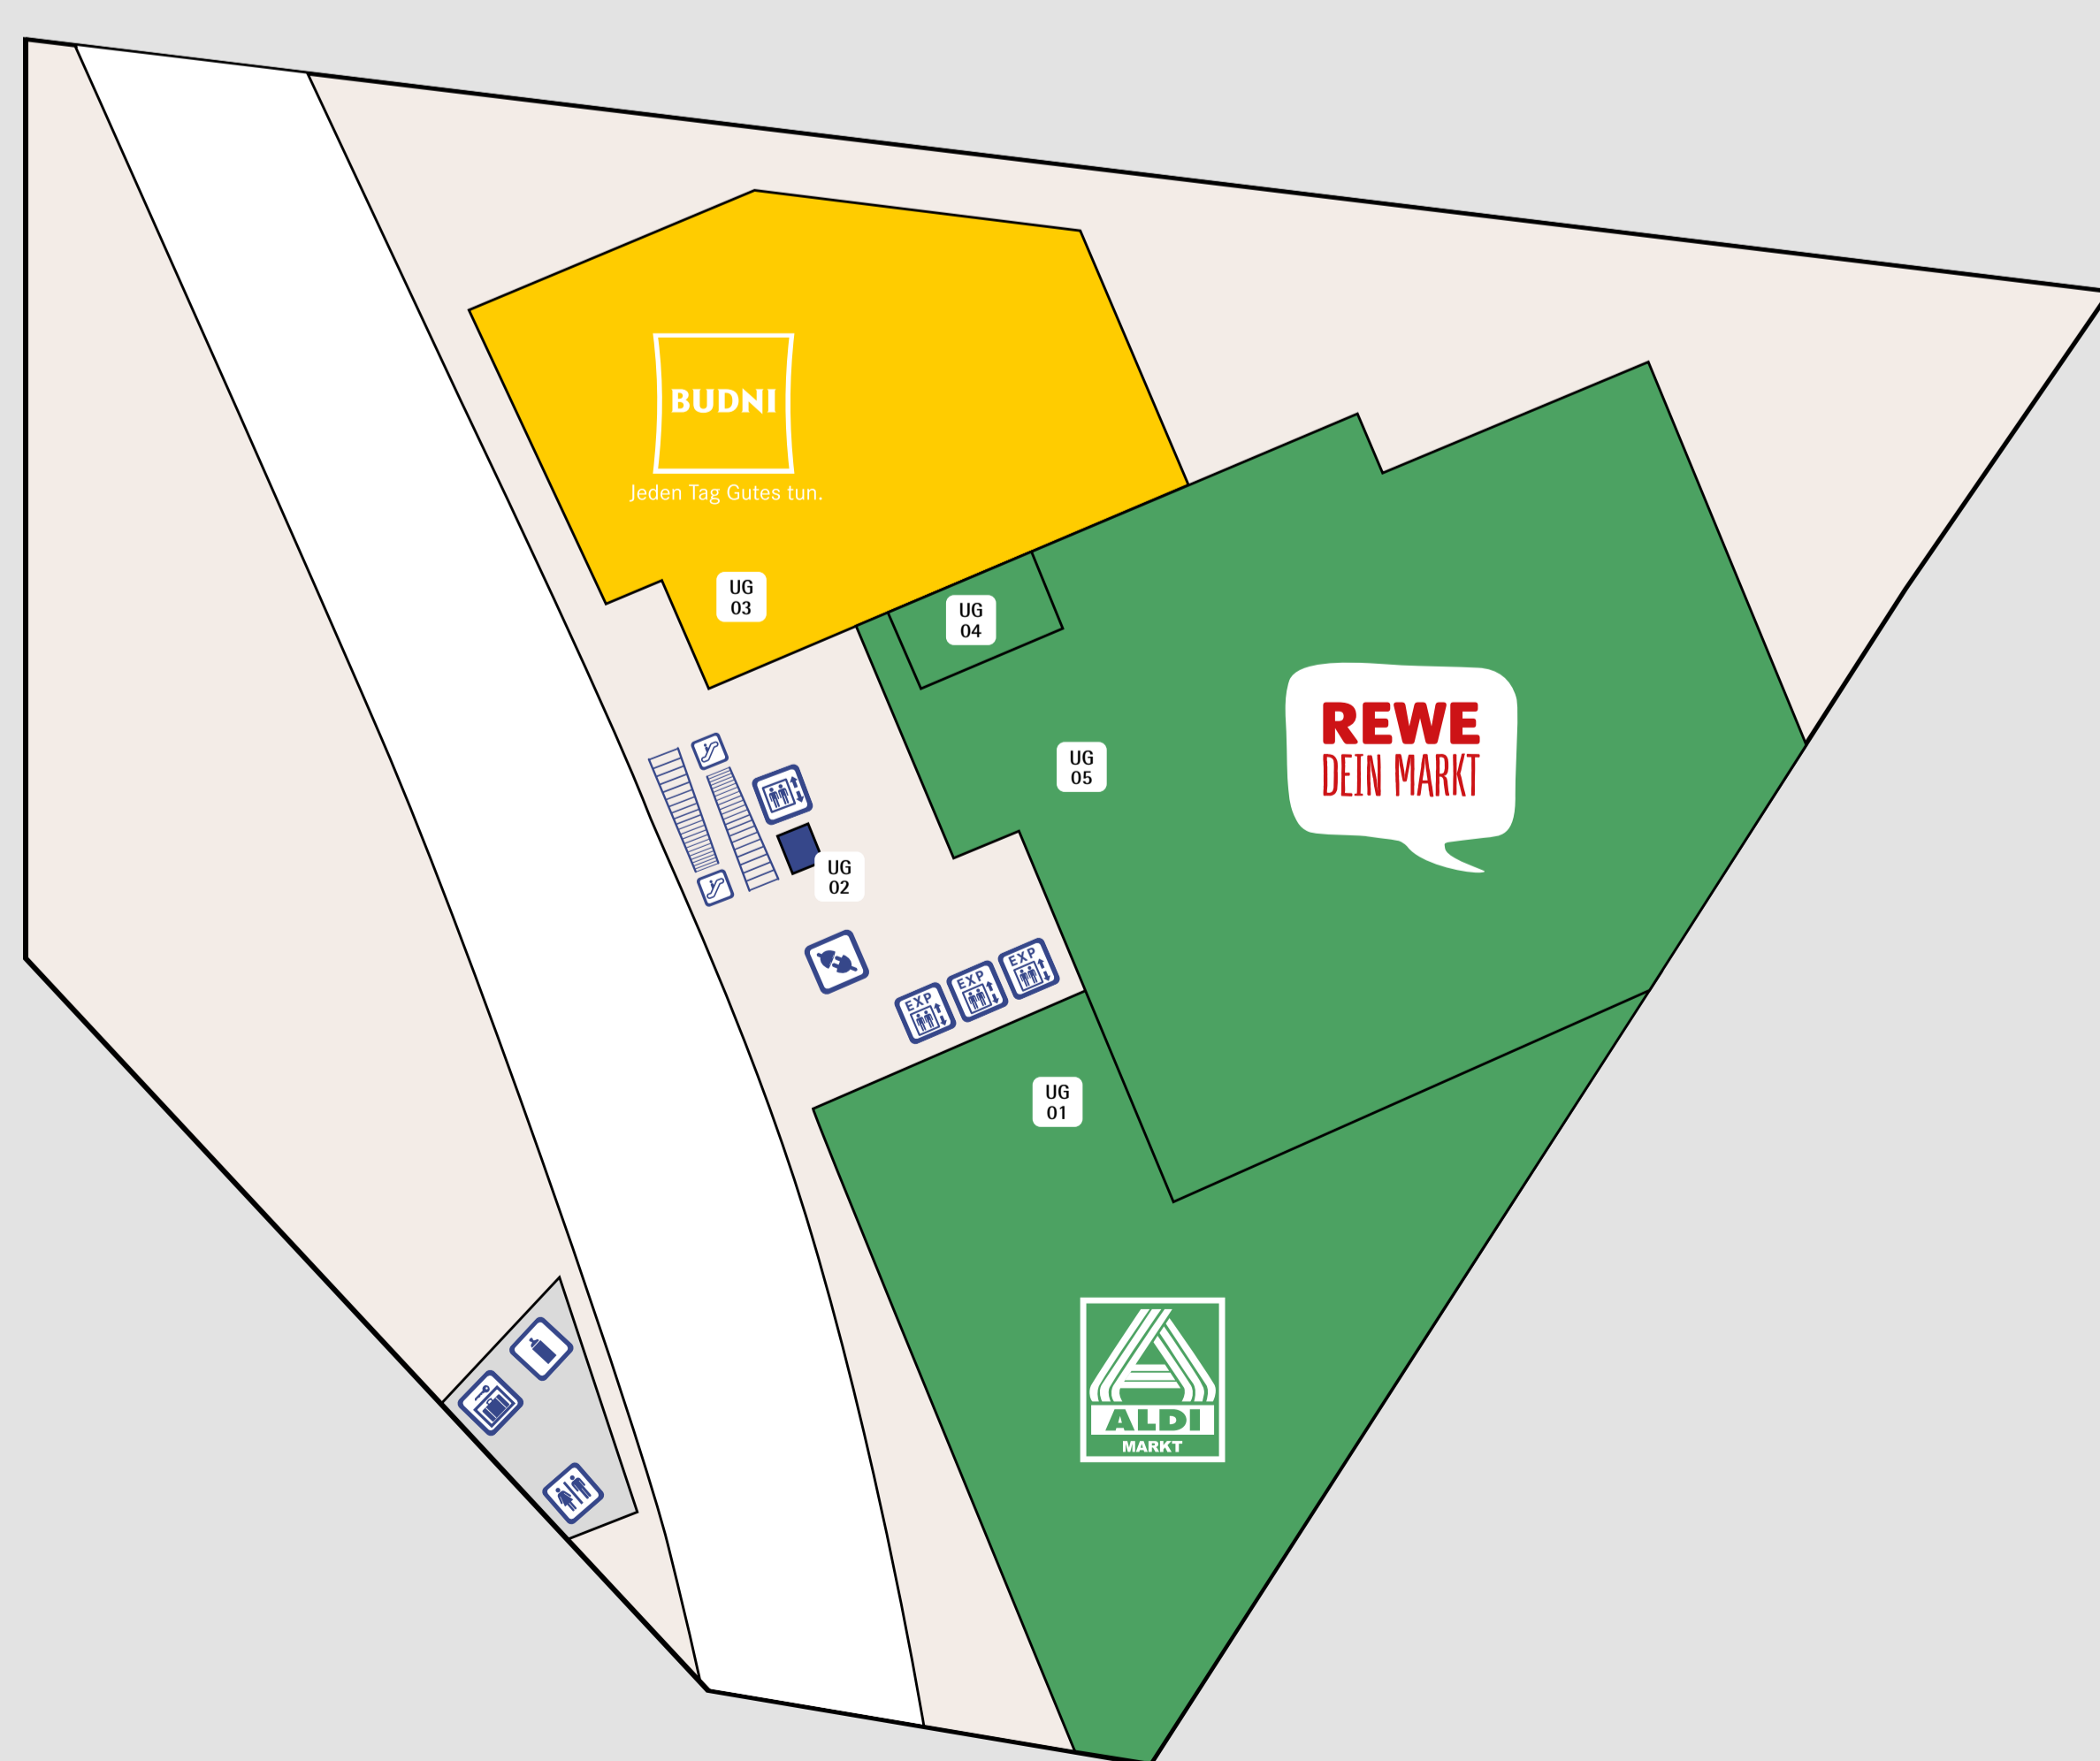 BUDNI
Jeden Tag Gutes tun.
UG
03
UG
04
REWE
DEIN MARKT
UG
05
UG
02
EXP
EXP
EXP
UG
01
ALDI
MARKT